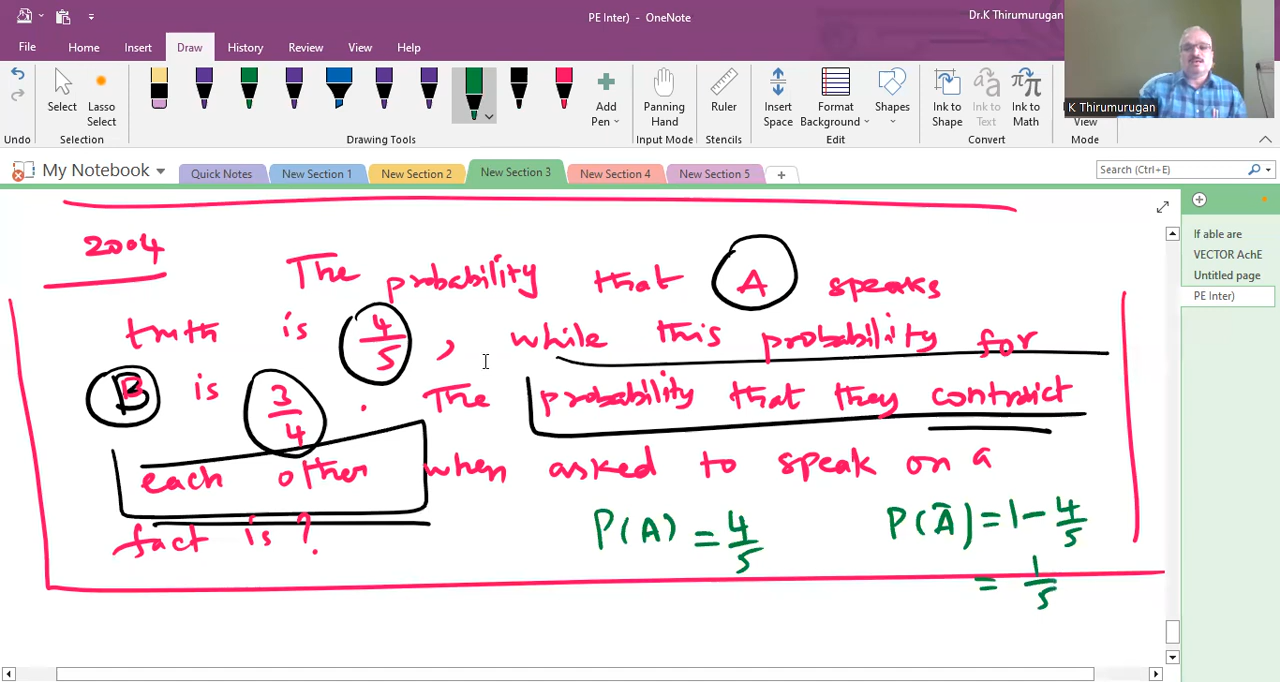 PE Inter) - OneNote
Dr.K Thirumurugan
File Home Insert Draw History Review View Help
Undo
Select
Lasso Select
Add Pen
Panning Hand
Ruler
Insert Space
Format Background
Shapes
Ink to Shape
Ink to Text
Ink to Math
View
K Thirumurugan
Undo Selection Drawing Tools Input Mode Stencils Edit Convert Mode
My Notebook Quick Notes New Section 1 New Section 2 New Section 3 New Section 4 New Section 5
Search (Ctrl+E)
If able are
VECTOR AchE
Untitled page
PE Inter)
2004
The probability that A speaks
truth is 4/5, while this probability for
B is 3/4. The probability that they contradict
each other when asked to speak on a
fact is?
P(A) = 4/5
P(Ā) = 1 - 4/5
= 1/5